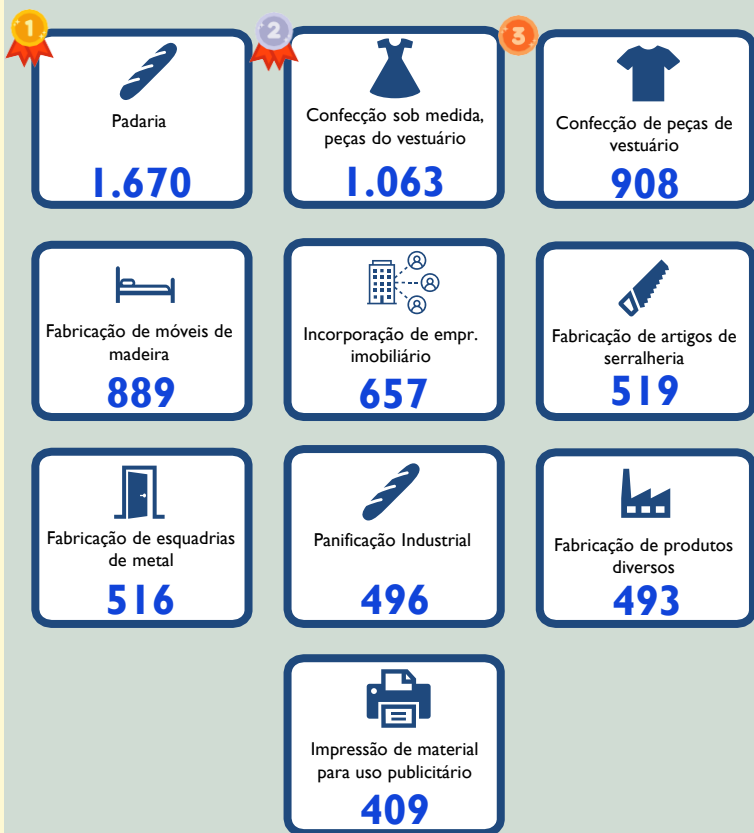 1
Padaria
1.670
2
Confecção sob medida,
peças do vestuário
1.063
3
Confecção de peças de
vestuário
908
Fabricação de móveis de
madeira
889
Incorporação de empr.
imobiliário
657
Fabricação de artigos de
serralheria
519
Fabricação de esquadrias
de metal
516
Panificação Industrial
496
Fabricação de produtos
diversos
493
Impressão de material
para uso publicitário
409